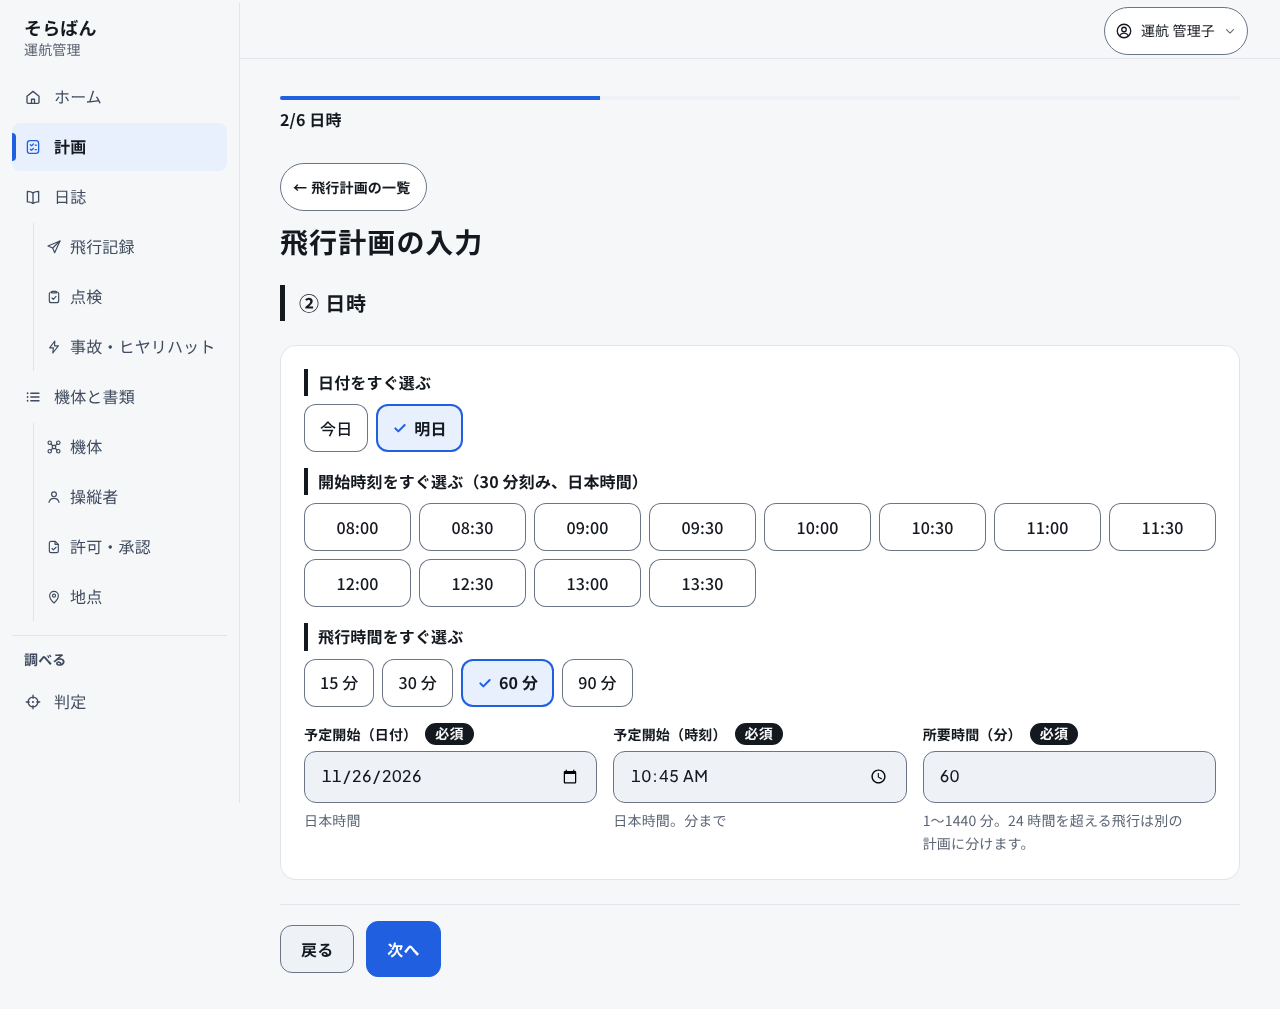 そらばん
運航管理
運航 管理子
ホーム
計画
日誌
飛行記録
点検
事故・ヒヤリハット
機体と書類
機体
操縦者
許可・承認
地点
調べる
判定
2/6 日時
← 飛行計画の一覧
飛行計画の入力
② 日時
日付をすぐ選ぶ
今日
明日
開始時刻をすぐ選ぶ（30 分刻み、日本時間）
08:00 08:30 09:00 09:30 10:00 10:30 11:00 11:30
12:00 12:30 13:00 13:30
飛行時間をすぐ選ぶ
15 分 30 分 60 分 90 分
予定開始（日付） 必須
11/26/2026
日本時間
予定開始（時刻） 必須
10:45 AM
日本時間。分まで
所要時間（分） 必須
60
1〜1440 分。24 時間を超える飛行は別の
計画に分けます。
戻る
次へ